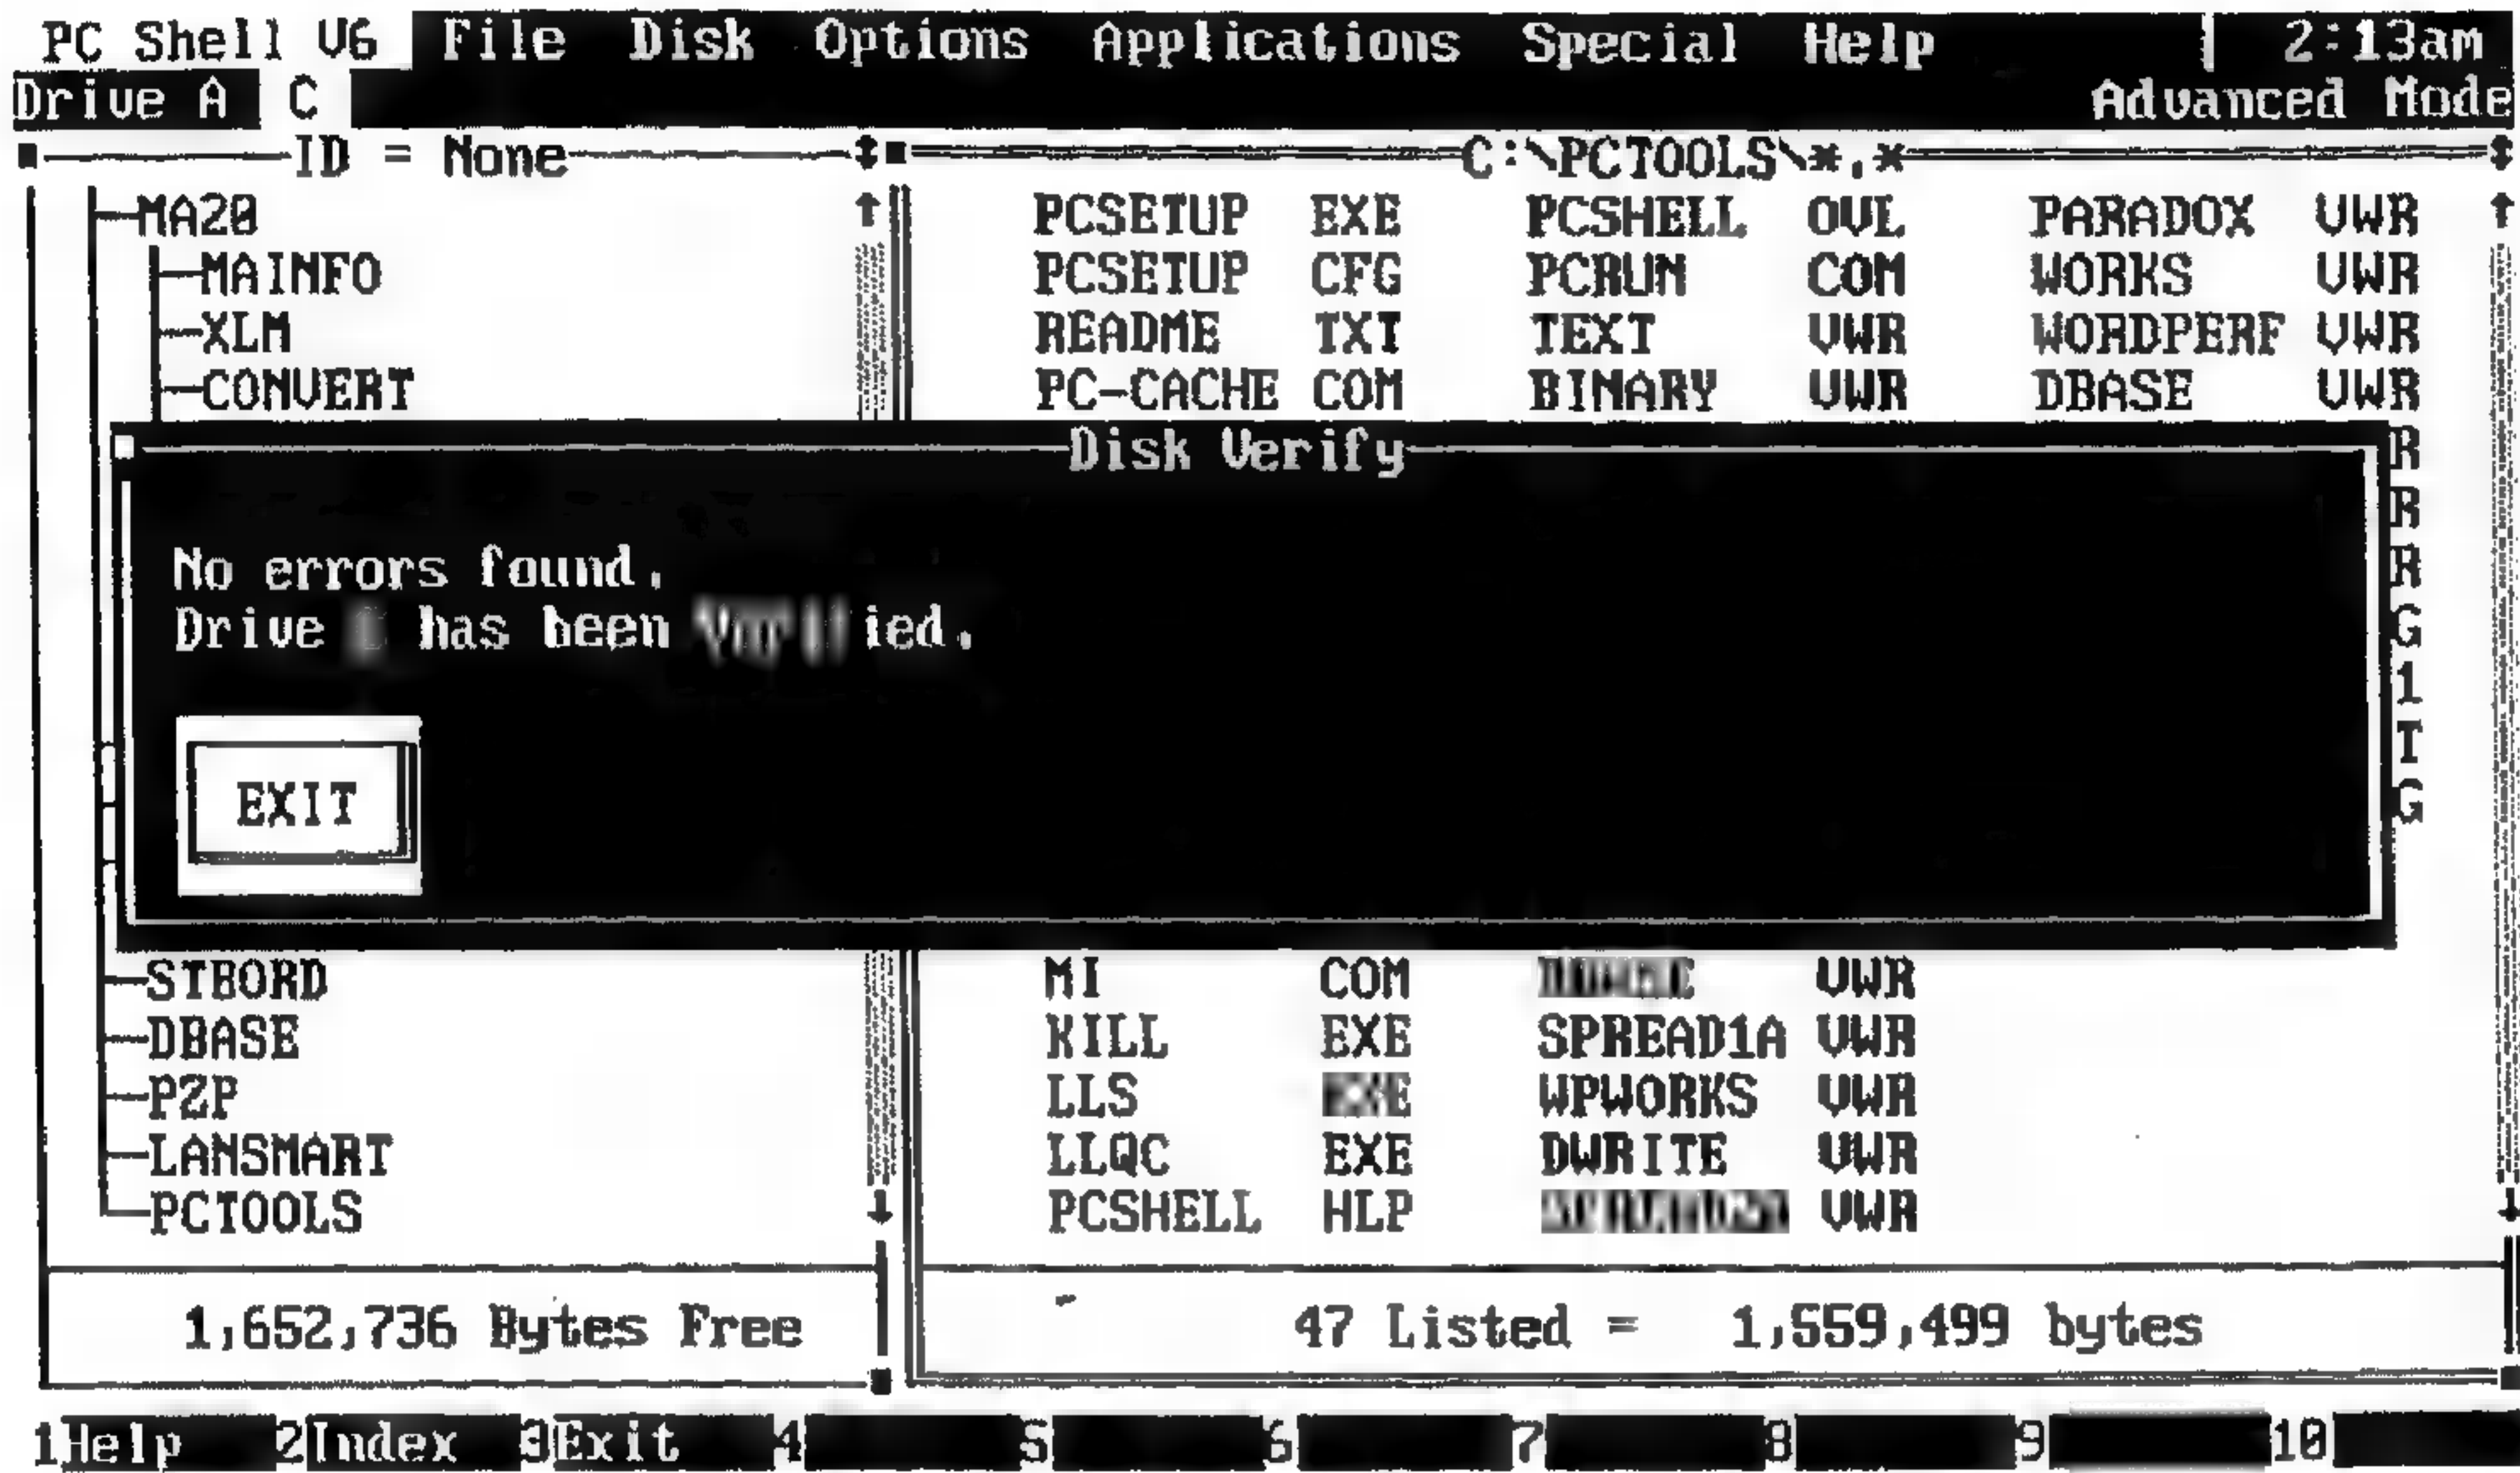 PC Shell V6 File Disk Options Applications Special Help 2:13am
Drive A C Advanced Mode
ID = None
C:\PCTOOLS\*.*
MA20
MAINFO
XLM
CONVERT
PCSETUP EXE PCSHELL OVL PARADOX VWR
PCSETUP CFG PCRUN COM WORKS VWR
README TXT TEXT VWR WORDPERF VWR
PC-CACHE COM BINARY VWR DBASE VWR
Disk Verify
No errors found.
Drive has been
EXIT
R
R
R
G
1
T
G
STBORD
DBASE
PZP
LANSMART
PCTOOLS
MI COM VWR
KILL EXE SPREAD1A VWR
LLS WPWORKS VWR
LLQC EXE DWRITE VWR
PCSHELL HLP VWR
1,652,736 Bytes Free
47 Listed = 1,559,499 bytes
1Help 2Index 3Exit 4 5 6 7 8 9 10